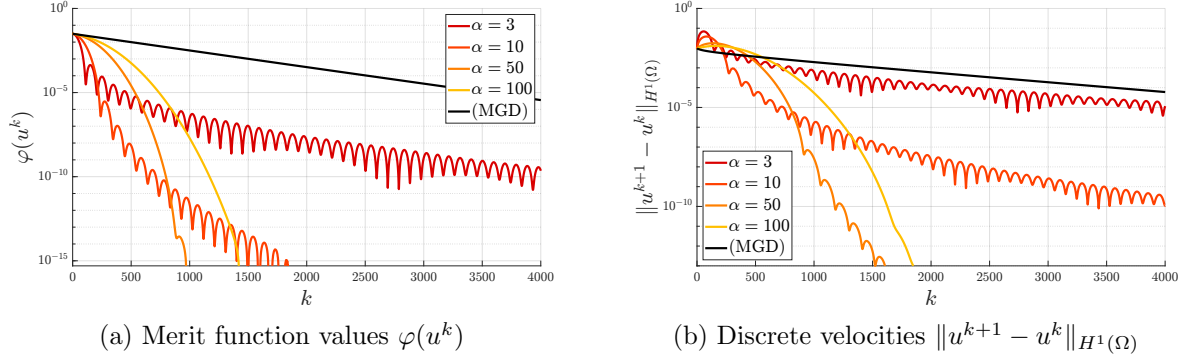 10^0
10^{-5}
10^{-10}
10^{-15}
φ(u^k)
0 500 1000 1500 2000 2500 3000 3500 4000
k
α = 3
α = 10
α = 50
α = 100
(MGD)
(a) Merit function values φ(u^k)
10^0
10^{-5}
10^{-10}
‖u^{k+1} − u^k‖_{H^1(Ω)}
0 500 1000 1500 2000 2500 3000 3500 4000
k
α = 3
α = 10
α = 50
α = 100
(MGD)
(b) Discrete velocities ‖u^{k+1} − u^k‖_{H^1(Ω)}